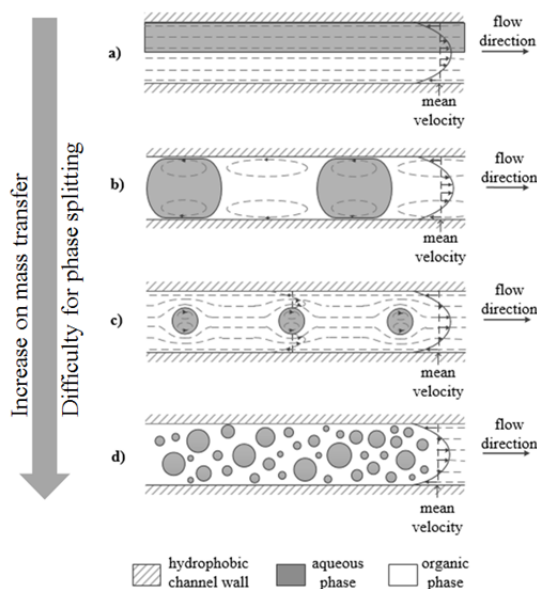 Increase on mass transfer
Difficulty for phase splitting
a)
flow
direction
mean
velocity
b)
flow
direction
mean
velocity
c)
flow
direction
mean
velocity
d)
flow
direction
mean
velocity
hydrophobic
channel wall
aqueous
phase
organic
phase